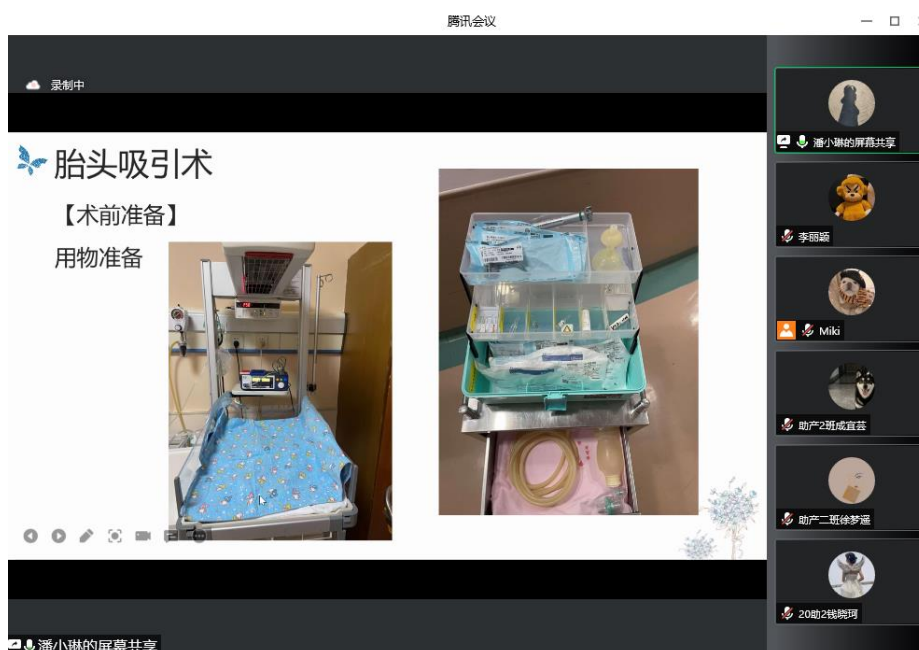 腾讯会议
录制中
胎头吸引术
【术前准备】
用物准备
潘小琳的屏幕共享
李丽颖
Miki
助产2班成宜芸
助产二班徐梦遥
20助2钱晓珂
潘小琳的屏幕共享